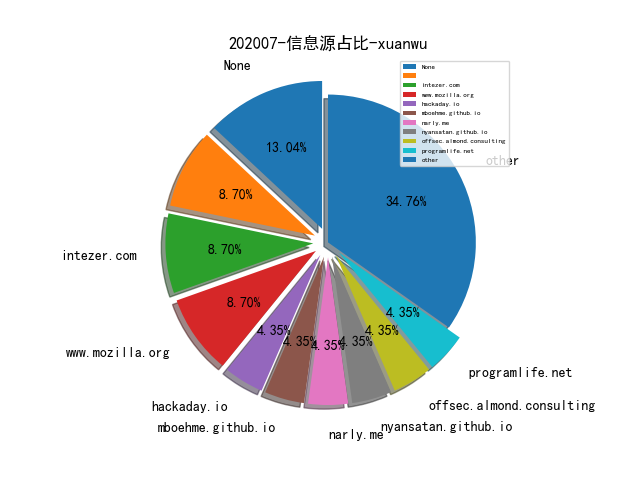 202007-信息源占比-xuanwu
None
None
intezer.com
www.mozilla.org
hackaday.io
mboehme.github.io
narly.me
nyansatan.github.io
offsec.almond.consulting
programlife.net
other
other
13.04%
34.76%
8.70%
8.70%
intezer.com
8.70%
4.35%
4.35%
4.35%
4.35%
4.35%
4.35%
www.mozilla.org
programlife.net
hackaday.io
offsec.almond.consulting
mboehme.github.io
narly.me
nyansatan.github.io